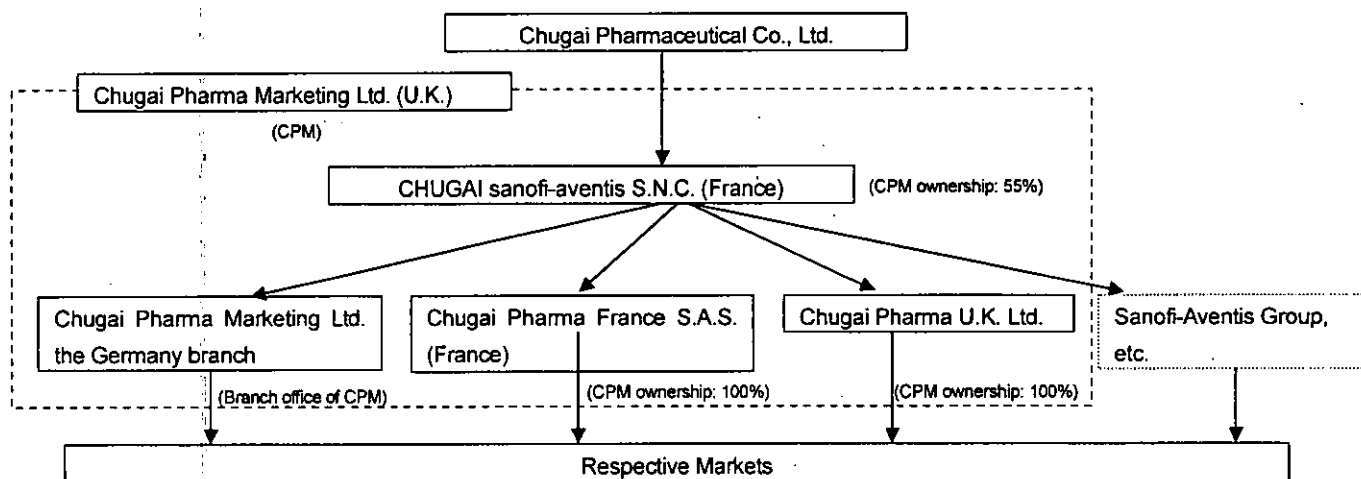 Chugai Pharmaceutical Co., Ltd.
Chugai Pharma Marketing Ltd. (U.K.)
(CPM)
CHUGAI sanofi-aventis S.N.C. (France)
(CPM ownership: 55%)
Chugai Pharma Marketing Ltd.
the Germany branch
Chugai Pharma France S.A.S.
(France)
Chugai Pharma U.K. Ltd.
Sanofi-Aventis Group,
etc.
(Branch office of CPM)
(CPM ownership: 100%)
(CPM ownership: 100%)
Respective Markets